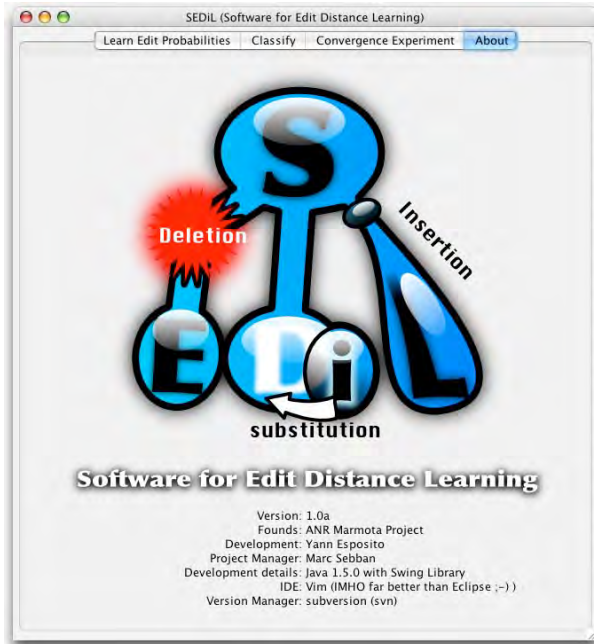 SEDiL (Software for Edit Distance Learning)
Learn Edit Probabilities Classify Convergence Experiment About
S
Deletion
Insertion
E
D
i
L
substitution
Software for Edit Distance Learning
Version: 1.0a
Founds: ANR Marmota Project
Development: Yann Esposito
Project Manager: Marc Sebban
Development details: Java 1.5.0 with Swing Library
IDE: Vim (IMHO far better than Eclipse ;-) )
Version Manager: subversion (svn)